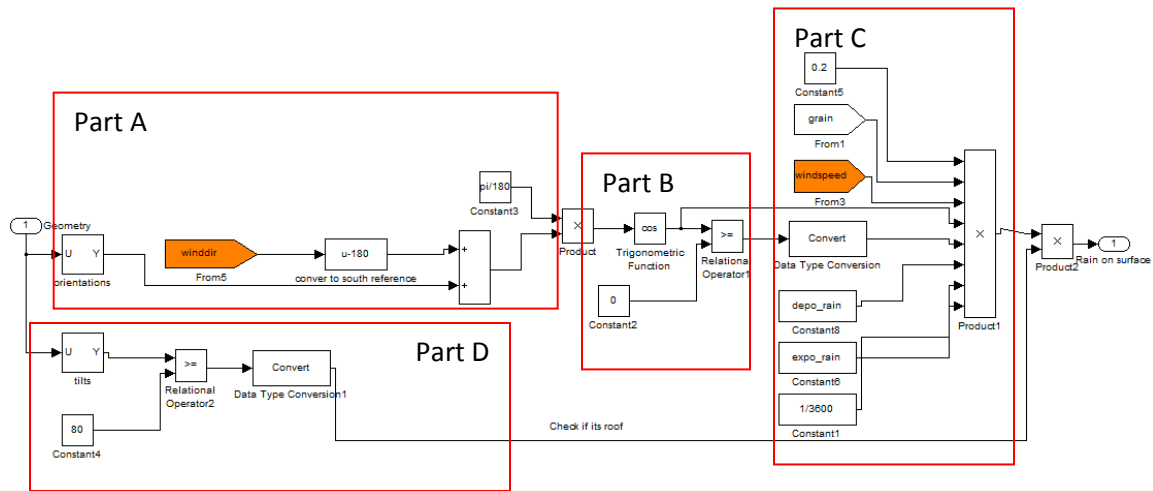 Part A
Part B
Part C
Part D
1
Geometry
U Y
orientations
winddir
From5
u-180
conver to south reference
pi/180
Constant3
+
+
×
Product
cos
Trigonometric
Function
>=
Relational
Operator1
0
Constant2
0.2
Constant5
grain
From1
windspeed
From3
Convert
Data Type Conversion
depo_rain
Constant8
expo_rain
Constant6
1/3600
Constant1
×
Product1
×
Product2
1
Rain on surface
U Y
tilts
>=
Relational
Operator2
Convert
Data Type Conversion1
80
Constant4
Check if its roof